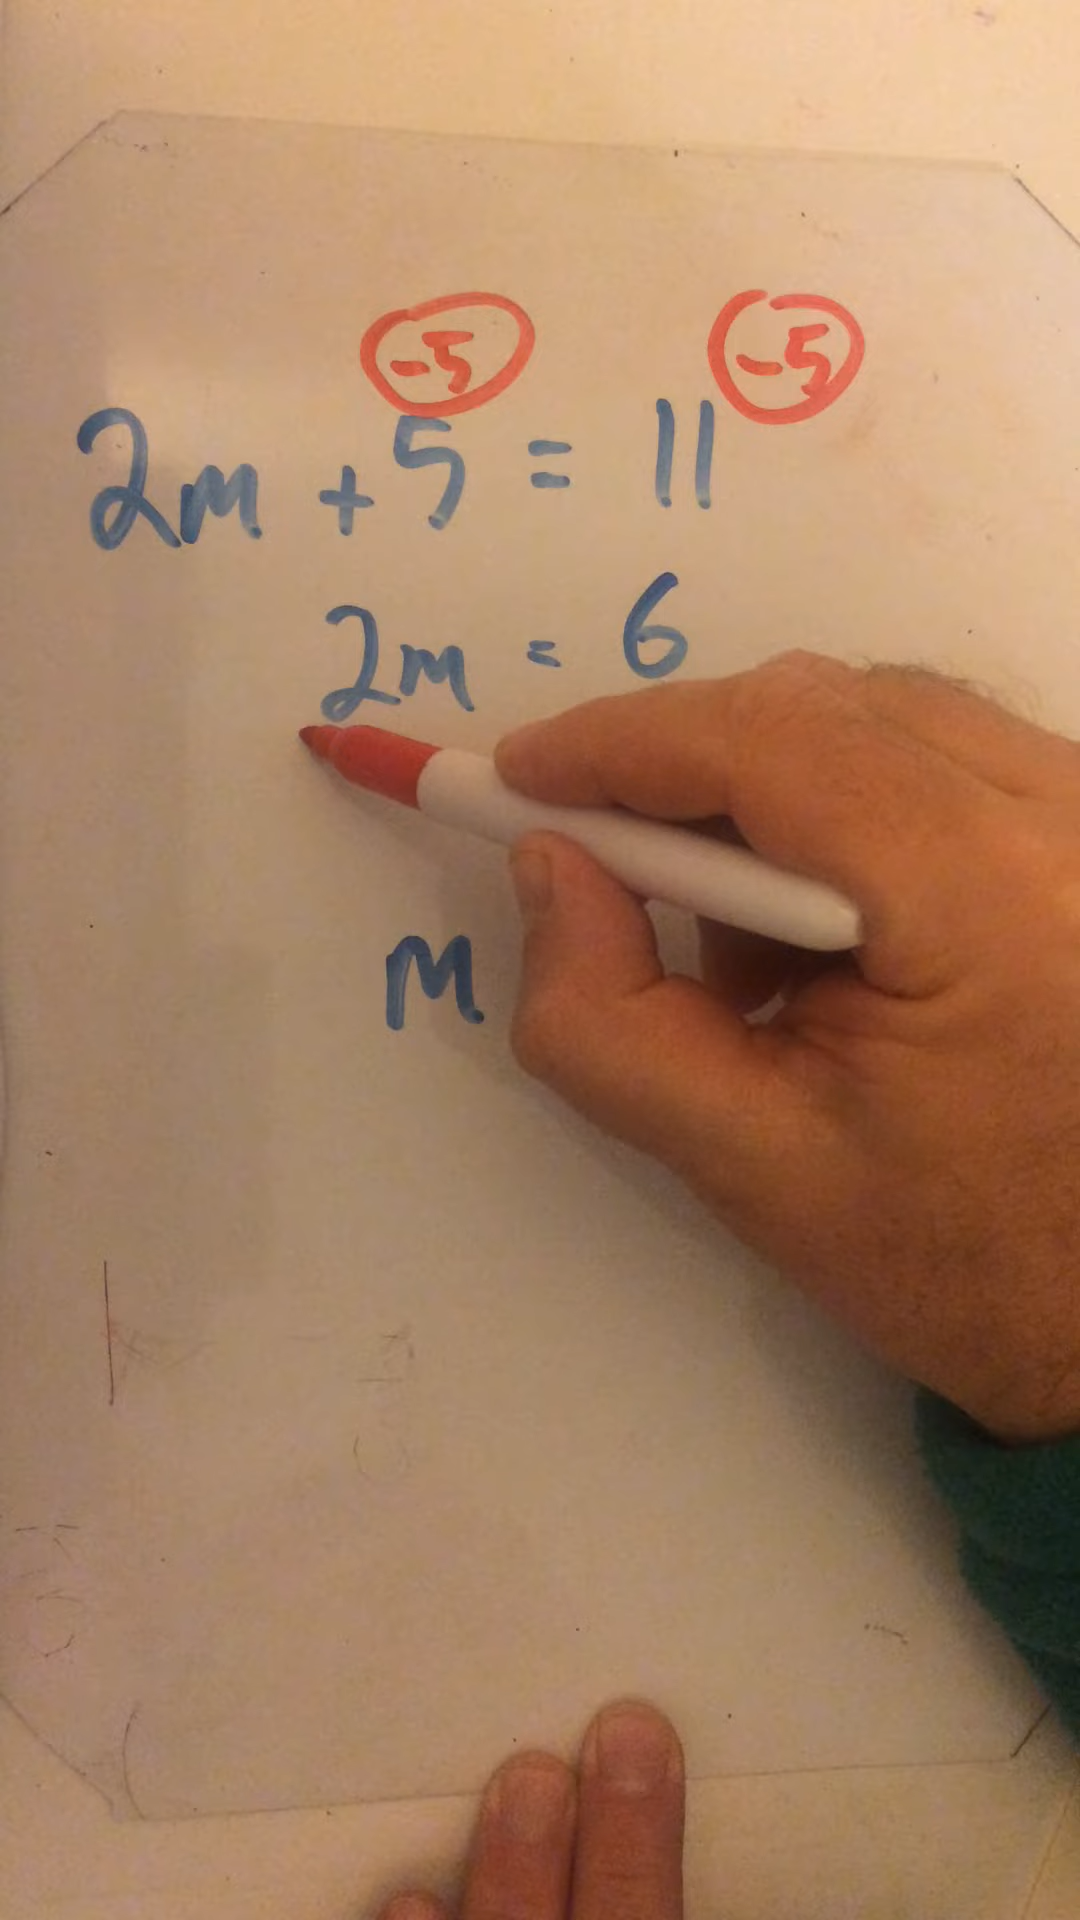 -5 -5
2m + 5 = 11
2m = 6
m